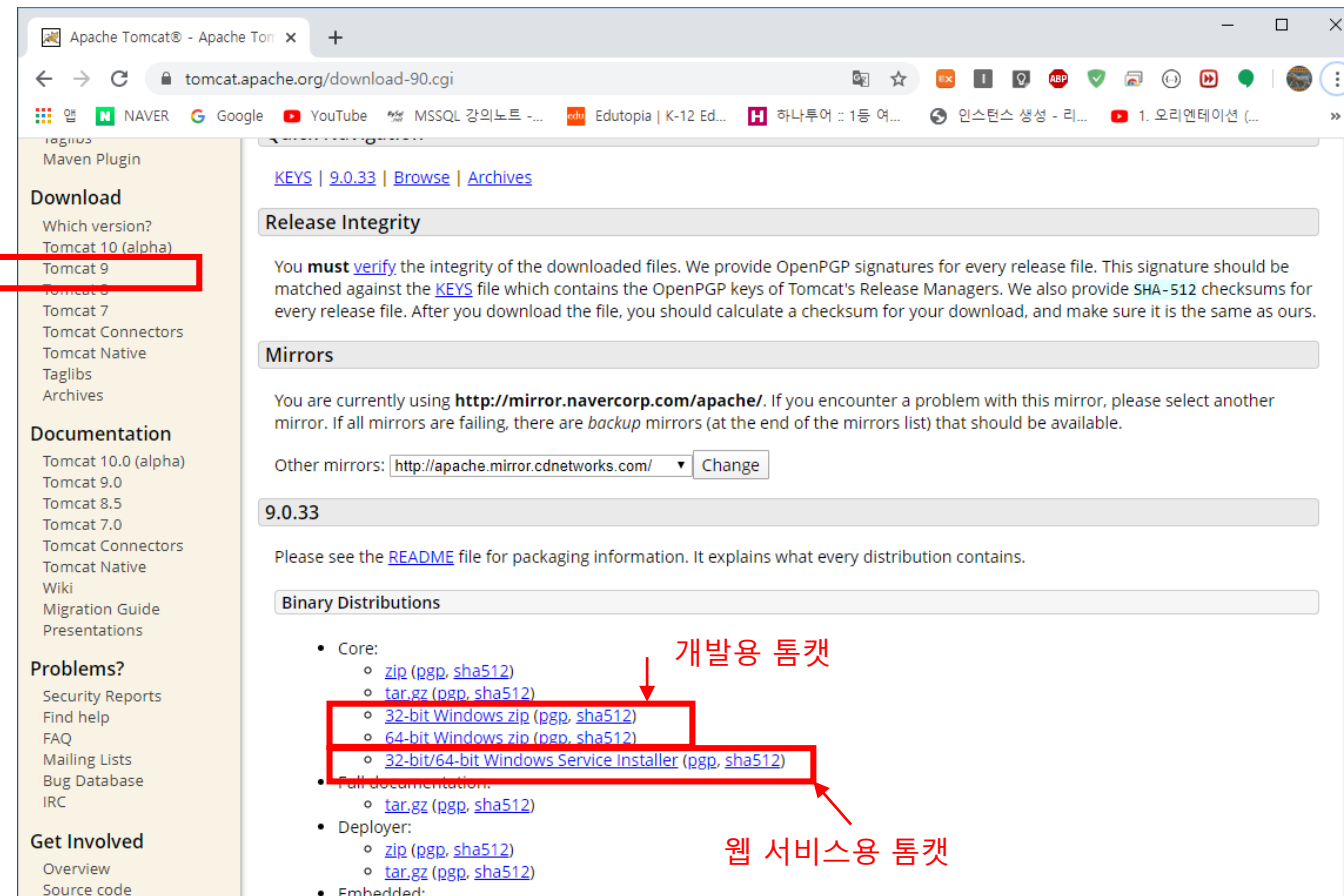 Apache Tomcat® - Apache Tom
tomcat.apache.org/download-90.cgi
앱
NAVER
Google
YouTube
MSSQL 강의노트 -...
Edutopia | K-12 Ed...
하나투어 :: 1등 여...
인스턴스 생성 - 리...
1. 오리엔테이션 (...
»
Taglibs
Maven Plugin
Download
Which version?
Tomcat 10 (alpha)
Tomcat 9
Tomcat 8
Tomcat 7
Tomcat Connectors
Tomcat Native
Taglibs
Archives
Documentation
Tomcat 10.0 (alpha)
Tomcat 9.0
Tomcat 8.5
Tomcat 7.0
Tomcat Connectors
Tomcat Native
Wiki
Migration Guide
Presentations
Problems?
Security Reports
Find help
FAQ
Mailing Lists
Bug Database
IRC
Get Involved
Overview
Source code
Quick Navigation
KEYS | 9.0.33 | Browse | Archives
Release Integrity
You must verify the integrity of the downloaded files. We provide OpenPGP signatures for every release file. This signature should be
matched against the KEYS file which contains the OpenPGP keys of Tomcat's Release Managers. We also provide SHA-512 checksums for
every release file. After you download the file, you should calculate a checksum for your download, and make sure it is the same as ours.
Mirrors
You are currently using http://mirror.navercorp.com/apache/. If you encounter a problem with this mirror, please select another
mirror. If all mirrors are failing, there are backup mirrors (at the end of the mirrors list) that should be available.
Other mirrors: http://apache.mirror.cdnetworks.com/ Change
9.0.33
Please see the README file for packaging information. It explains what every distribution contains.
Binary Distributions
Core:
zip (pgp, sha512)
tar.gz (pgp, sha512)
개발용 톰캣
32-bit Windows zip (pgp, sha512)
64-bit Windows zip (pgp, sha512)
32-bit/64-bit Windows Service Installer (pgp, sha512)
Full documentation:
tar.gz (pgp, sha512)
Deployer:
zip (pgp, sha512)
웹 서비스용 톰캣
tar.gz (pgp, sha512)
Embedded: